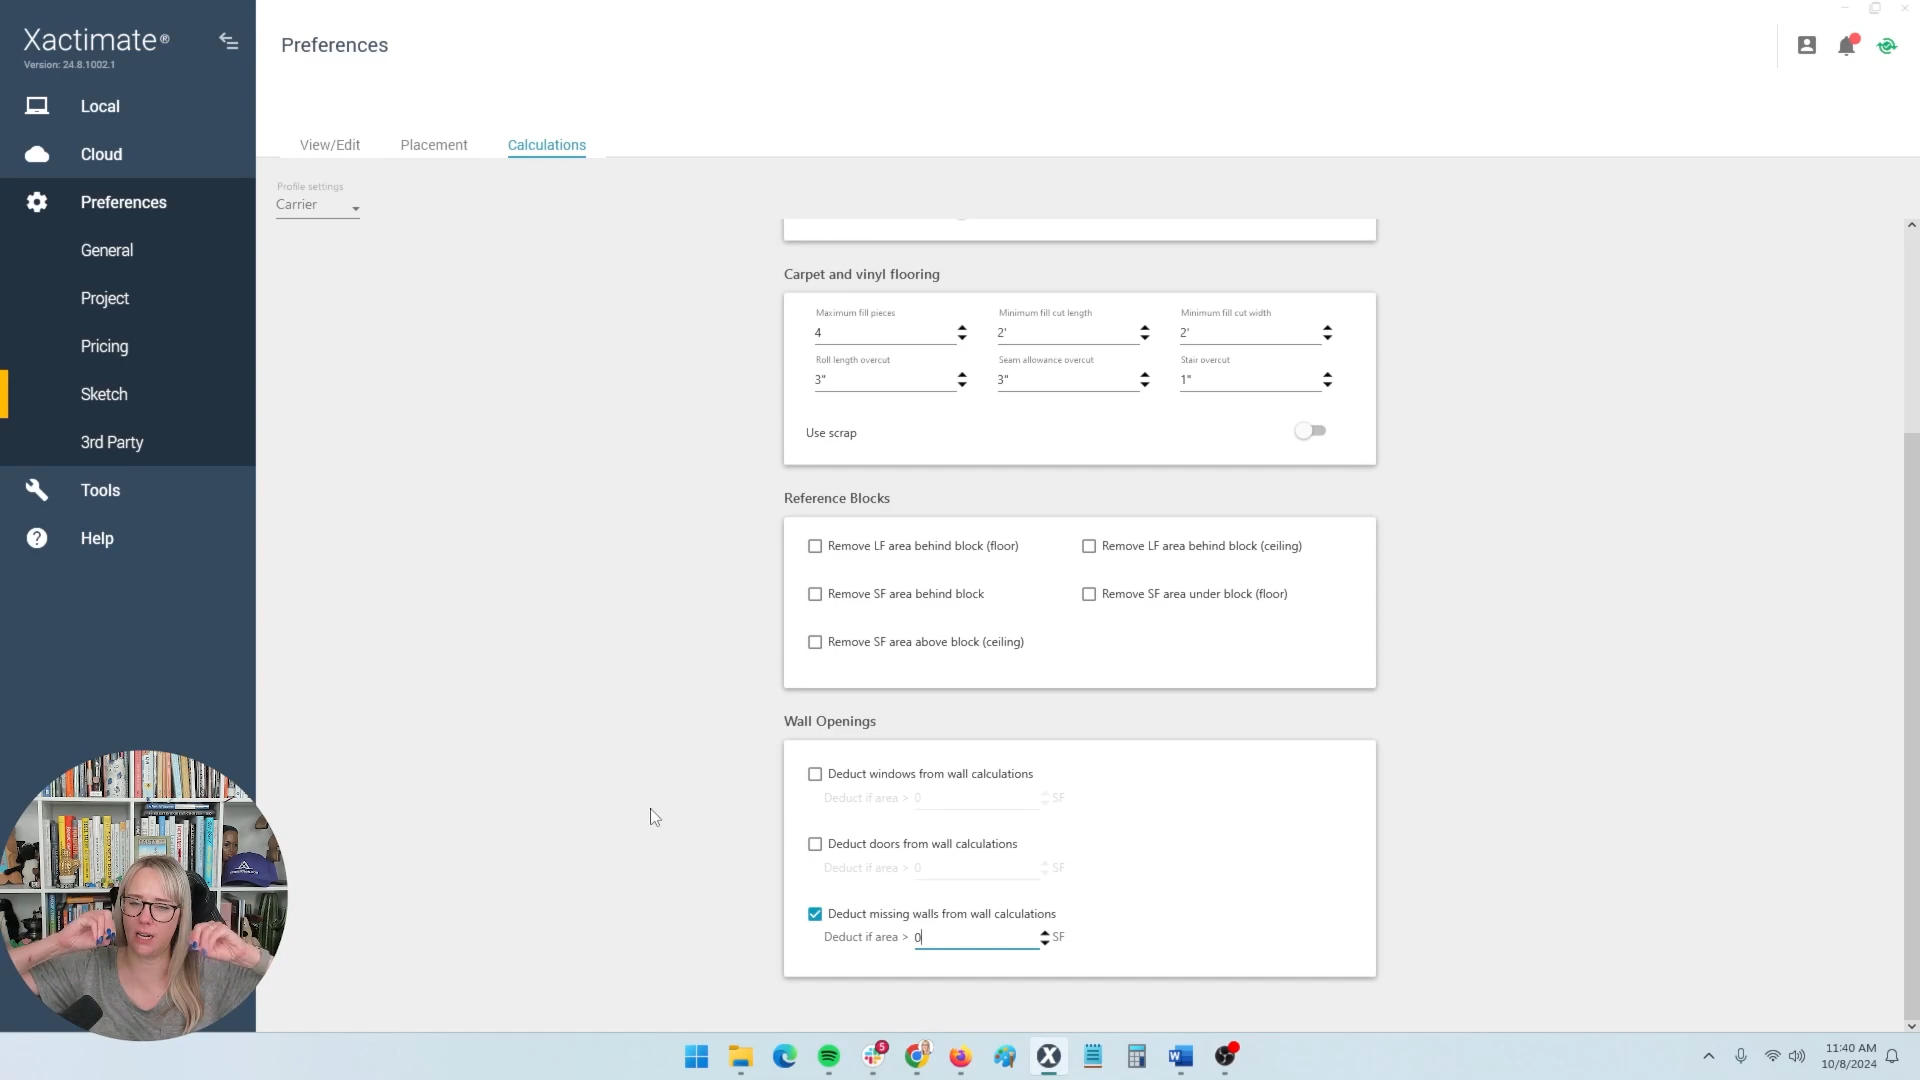 Xactimate®
Version: 24.8.1002.1
Local
Cloud
Preferences
General
Project
Pricing
Sketch
3rd Party
Tools
Help
Preferences
View/Edit Placement Calculations
Profile settings
Carrier
Carpet and vinyl flooring
Maximum fill pieces Minimum fill cut length Minimum fill cut width
4 2' 2'
Roll length overcut Seam allowance overcut Stair overcut
3" 3" 1"
Use scrap
Reference Blocks
Remove LF area behind block (floor) Remove LF area behind block (ceiling)
Remove SF area behind block Remove SF area under block (floor)
Remove SF area above block (ceiling)
Wall Openings
Deduct windows from wall calculations
Deduct if area > 0 SF
Deduct doors from wall calculations
Deduct if area > 0 SF
Deduct missing walls from wall calculations
Deduct if area > 0 SF
5
11:40 AM
10/8/2024